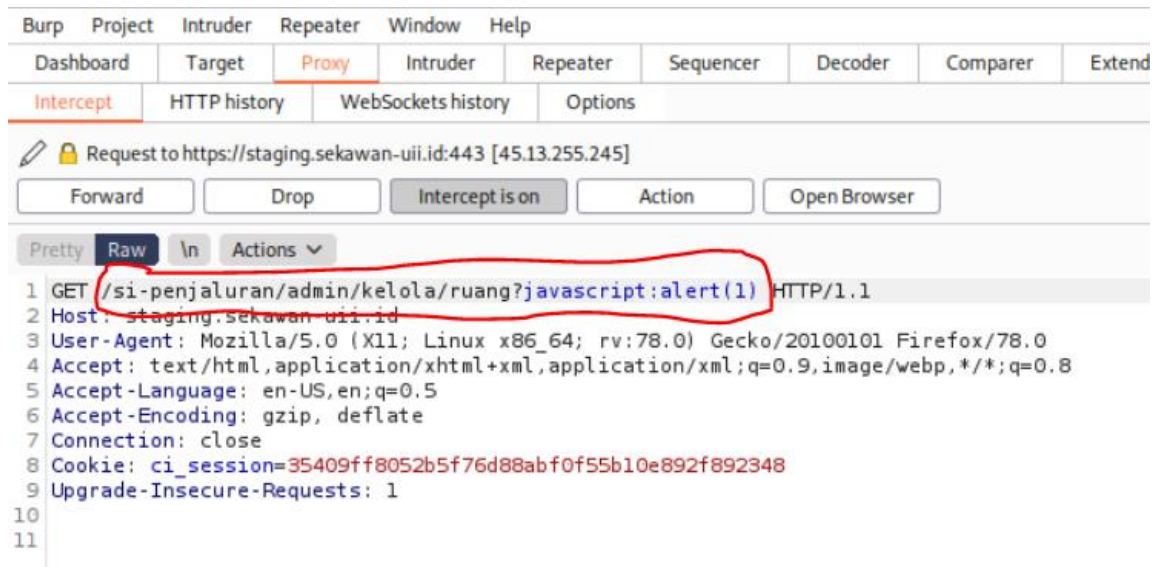 Burp Project Intruder Repeater Window Help
Dashboard Target Proxy Intruder Repeater Sequencer Decoder Comparer Extend
Intercept HTTP history WebSockets history Options
Request to https://staging.sekawan-uii.id:443 [45.13.255.245]
Forward Drop Intercept is on Action Open Browser
Pretty Raw \n Actions
1 GET /si-penjaluran/admin/kelola/ruang?javascript:alert(1) HTTP/1.1
2 Host: staging.sekawan-uii.id
3 User-Agent: Mozilla/5.0 (X11; Linux x86_64; rv:78.0) Gecko/20100101 Firefox/78.0
4 Accept: text/html,application/xhtml+xml,application/xml;q=0.9,image/webp,*/*;q=0.8
5 Accept-Language: en-US,en;q=0.5
6 Accept-Encoding: gzip, deflate
7 Connection: close
8 Cookie: ci_session=35409ff8052b5f76d88abf0f55b10e892f892348
9 Upgrade-Insecure-Requests: 1
10
11